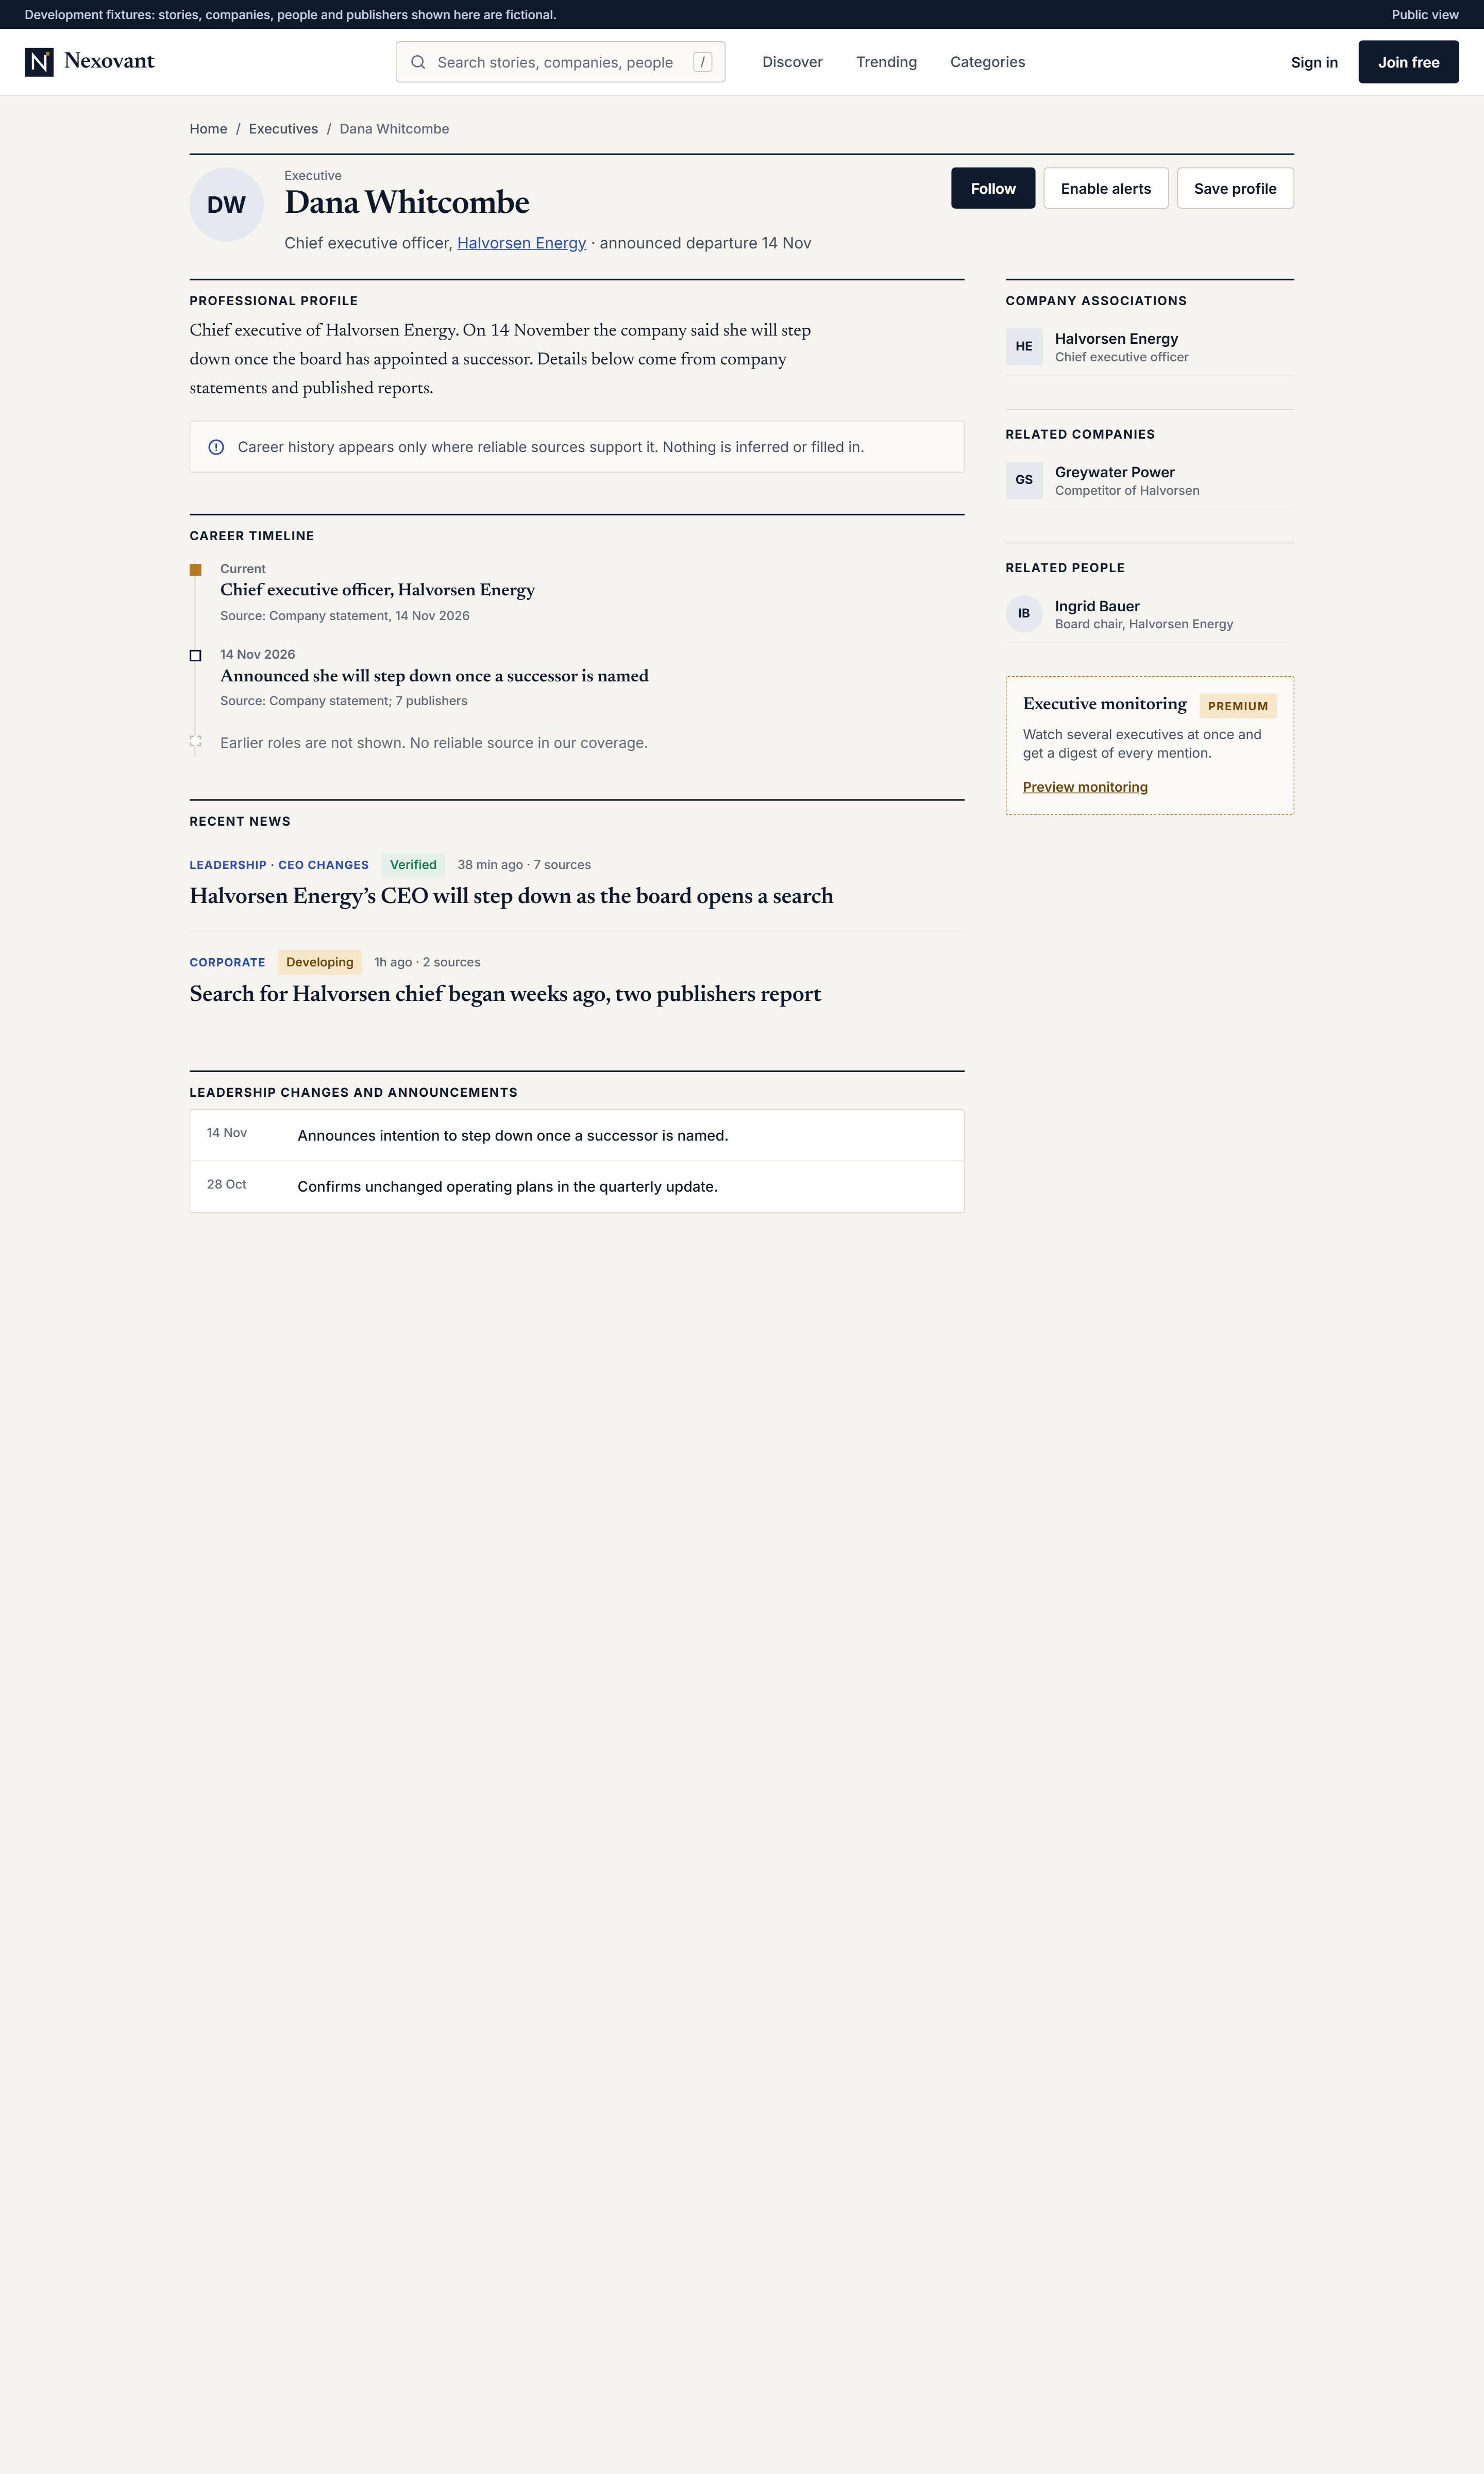 Development fixtures: stories, companies, people and publishers shown here are fictional.
Public view
N
Nexovant
Search stories, companies, people
/
Discover
Trending
Categories
Sign in
Join free
Home / Executives / Dana Whitcombe
DW
Executive
Dana Whitcombe
Chief executive officer, Halvorsen Energy · announced departure 14 Nov
Follow
Enable alerts
Save profile
PROFESSIONAL PROFILE
Chief executive of Halvorsen Energy. On 14 November the company said she will step
down once the board has appointed a successor. Details below come from company
statements and published reports.
Career history appears only where reliable sources support it. Nothing is inferred or filled in.
CAREER TIMELINE
Current
Chief executive officer, Halvorsen Energy
Source: Company statement, 14 Nov 2026
14 Nov 2026
Announced she will step down once a successor is named
Source: Company statement; 7 publishers
Earlier roles are not shown. No reliable source in our coverage.
RECENT NEWS
LEADERSHIP · CEO CHANGES
Verified
38 min ago · 7 sources
Halvorsen Energy’s CEO will step down as the board opens a search
CORPORATE
Developing
1h ago · 2 sources
Search for Halvorsen chief began weeks ago, two publishers report
LEADERSHIP CHANGES AND ANNOUNCEMENTS
14 Nov
Announces intention to step down once a successor is named.
28 Oct
Confirms unchanged operating plans in the quarterly update.
COMPANY ASSOCIATIONS
HE
Halvorsen Energy
Chief executive officer
RELATED COMPANIES
GS
Greywater Power
Competitor of Halvorsen
RELATED PEOPLE
IB
Ingrid Bauer
Board chair, Halvorsen Energy
Executive monitoring
PREMIUM
Watch several executives at once and
get a digest of every mention.
Preview monitoring